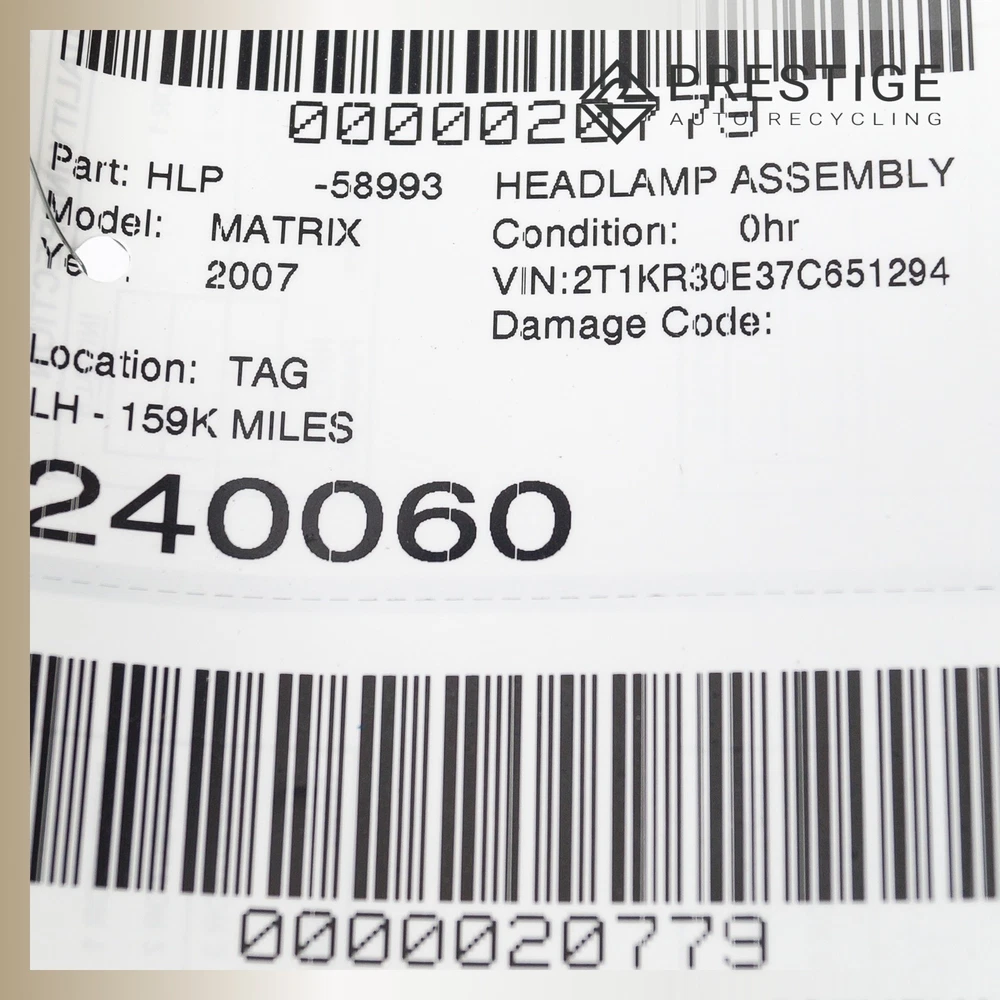 PRESTIGE
AUTO RECYCLING
0000020779
Part: HLP -58993 HEADLAMP ASSEMBLY
Model: MATRIX Condition: 0hr
2007 VIN:2T1KR30E37C651294
Damage Code:
Location: TAG
LH - 159K MILES
240060
0000020779